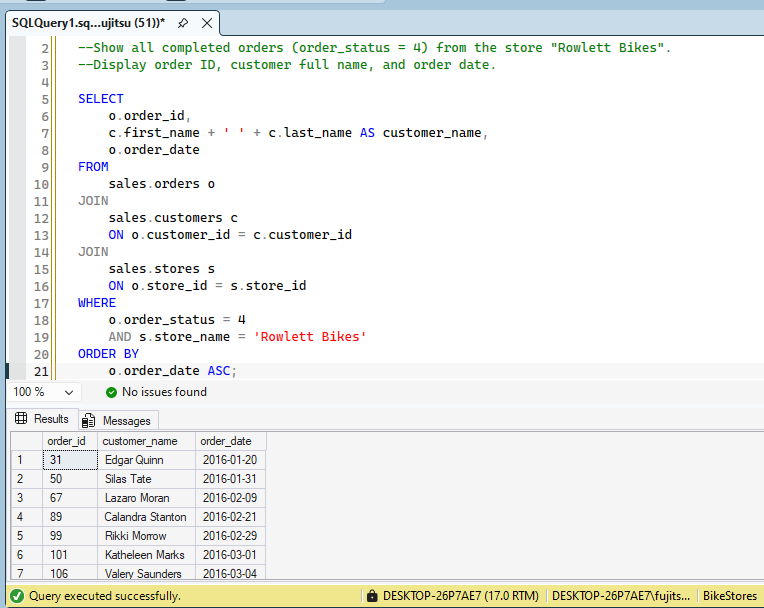 SQLQuery1.sq...ujitsu (51))*
2 --Show all completed orders (order_status = 4) from the store "Rowlett Bikes".
3 --Display order ID, customer full name, and order date.
4
5 SELECT
6 o.order_id,
7 c.first_name + ' ' + c.last_name AS customer_name,
8 o.order_date
9 FROM
10 sales.orders o
11 JOIN
12 sales.customers c
13 ON o.customer_id = c.customer_id
14 JOIN
15 sales.stores s
16 ON o.store_id = s.store_id
17 WHERE
18 o.order_status = 4
19 AND s.store_name = 'Rowlett Bikes'
20 ORDER BY
21 o.order_date ASC;
100 % No issues found
Results Messages
order_id customer_name order_date
1 31 Edgar Quinn 2016-01-20
2 50 Silas Tate 2016-01-31
3 67 Lazaro Moran 2016-02-09
4 89 Calandra Stanton 2016-02-21
5 99 Rikki Morrow 2016-02-29
6 101 Katheleen Marks 2016-03-01
7 106 Valery Saunders 2016-03-04
Query executed successfully. DESKTOP-26P7AE7 (17.0 RTM) DESKTOP-26P7AE7\fujits... BikeStores